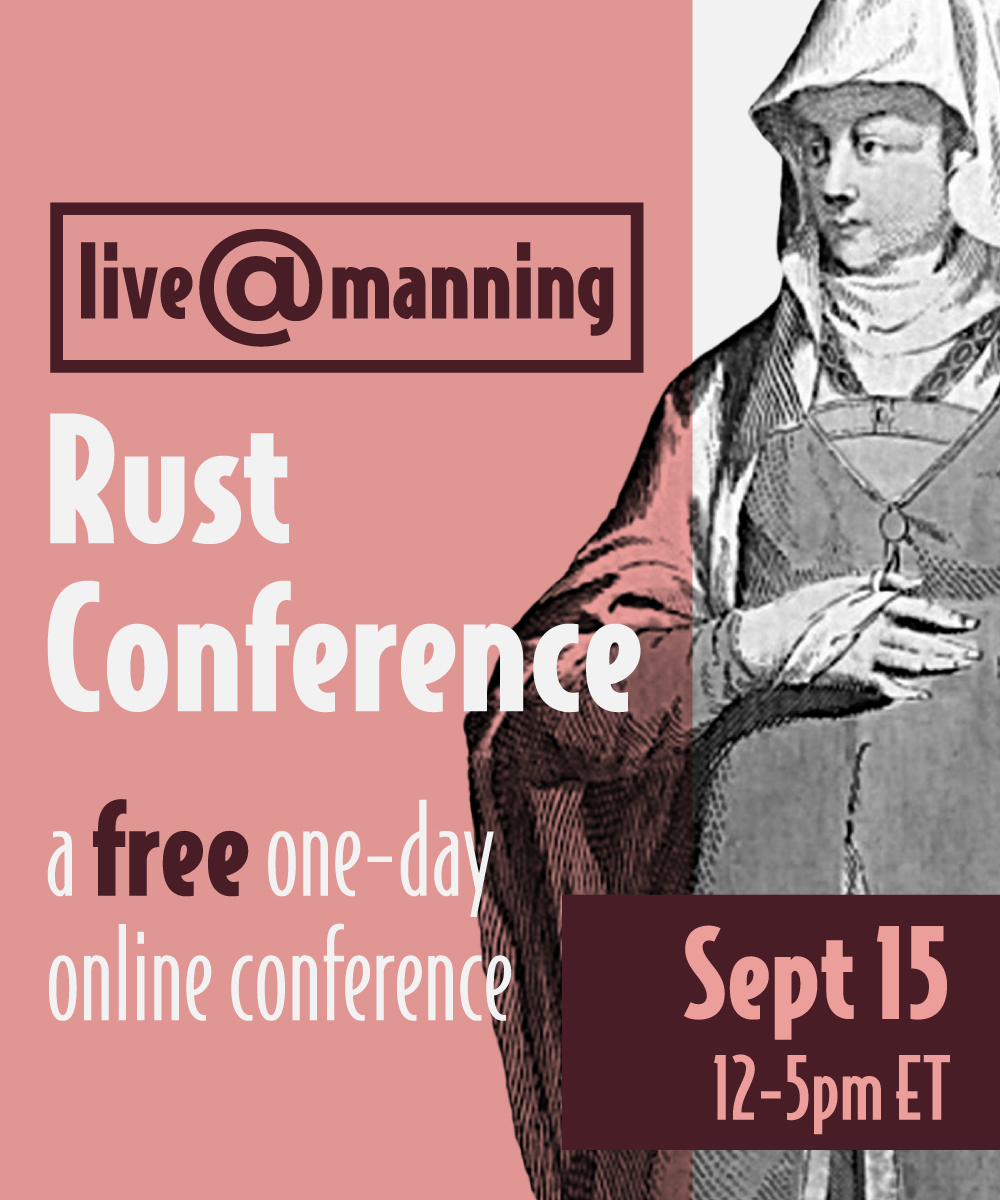 live@manning
Rust
Conference
a free one-day
online conference
Sept 15
12-5pm ET